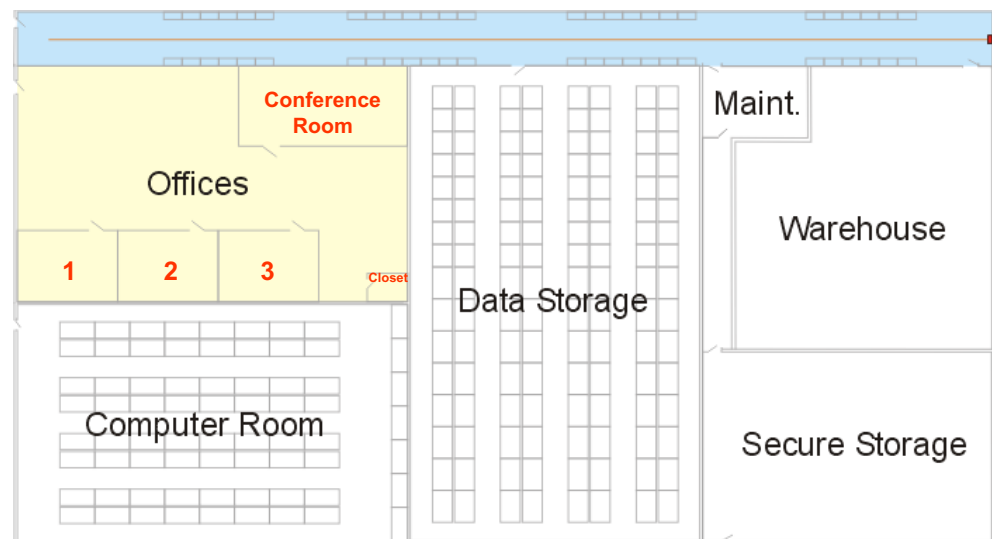 Conference
Room
Maint.
Offices
Warehouse
1
2
3
Closet
Data Storage
Computer Room
Secure Storage